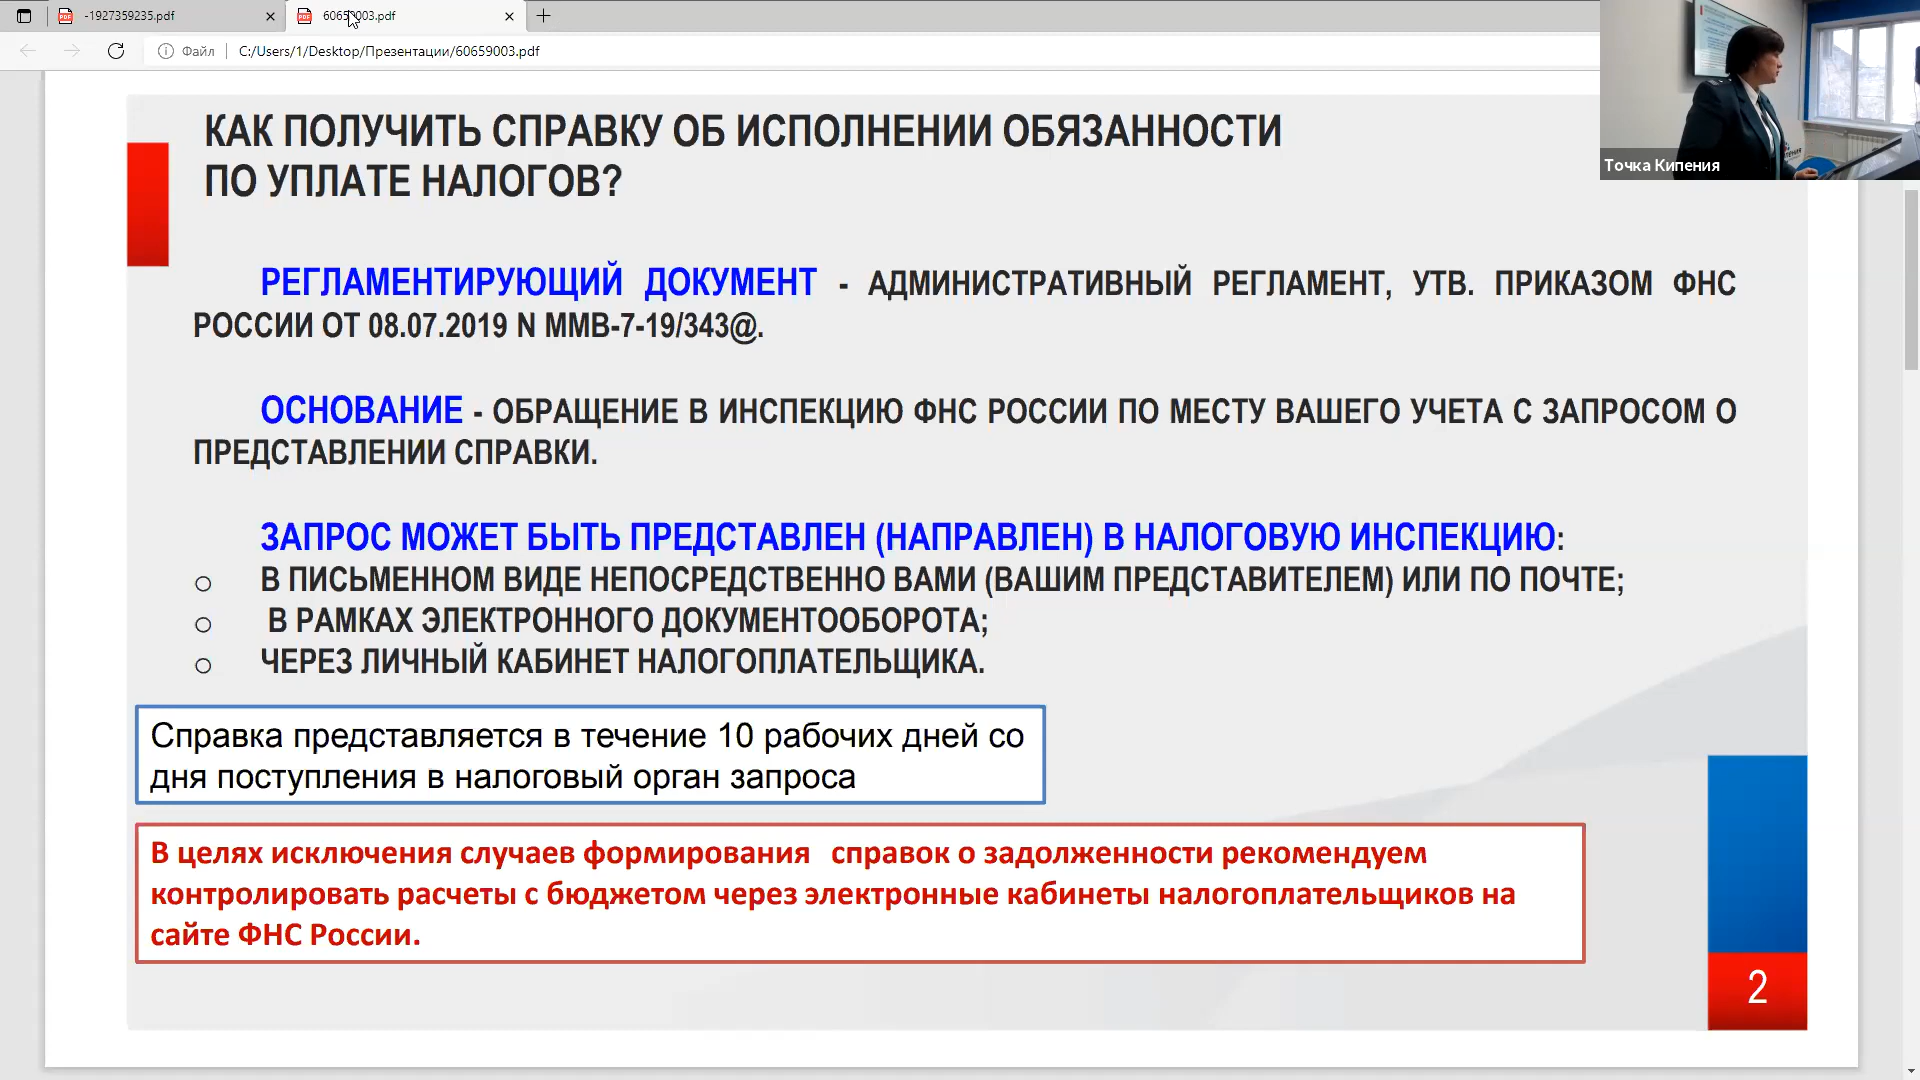 -1927359235.pdf
60659003.pdf
Файл
C:/Users/1/Desktop/Презентации/60659003.pdf
Точка Кипения
КАК ПОЛУЧИТЬ СПРАВКУ ОБ ИСПОЛНЕНИИ ОБЯЗАННОСТИ
ПО УПЛАТЕ НАЛОГОВ?
РЕГЛАМЕНТИРУЮЩИЙ ДОКУМЕНТ - АДМИНИСТРАТИВНЫЙ РЕГЛАМЕНТ, УТВ. ПРИКАЗОМ ФНС
РОССИИ ОТ 08.07.2019 N ММВ-7-19/343@.
ОСНОВАНИЕ - ОБРАЩЕНИЕ В ИНСПЕКЦИЮ ФНС РОССИИ ПО МЕСТУ ВАШЕГО УЧЕТА С ЗАПРОСОМ О
ПРЕДСТАВЛЕНИИ СПРАВКИ.
ЗАПРОС МОЖЕТ БЫТЬ ПРЕДСТАВЛЕН (НАПРАВЛЕН) В НАЛОГОВУЮ ИНСПЕКЦИЮ:
o В ПИСЬМЕННОМ ВИДЕ НЕПОСРЕДСТВЕННО ВАМИ (ВАШИМ ПРЕДСТАВИТЕЛЕМ) ИЛИ ПО ПОЧТЕ;
o В РАМКАХ ЭЛЕКТРОННОГО ДОКУМЕНТООБОРОТА;
o ЧЕРЕЗ ЛИЧНЫЙ КАБИНЕТ НАЛОГОПЛАТЕЛЬЩИКА.
Справка представляется в течение 10 рабочих дней со
дня поступления в налоговый орган запроса
В целях исключения случаев формирования справок о задолженности рекомендуем
контролировать расчеты с бюджетом через электронные кабинеты налогоплательщиков на
сайте ФНС России.
2